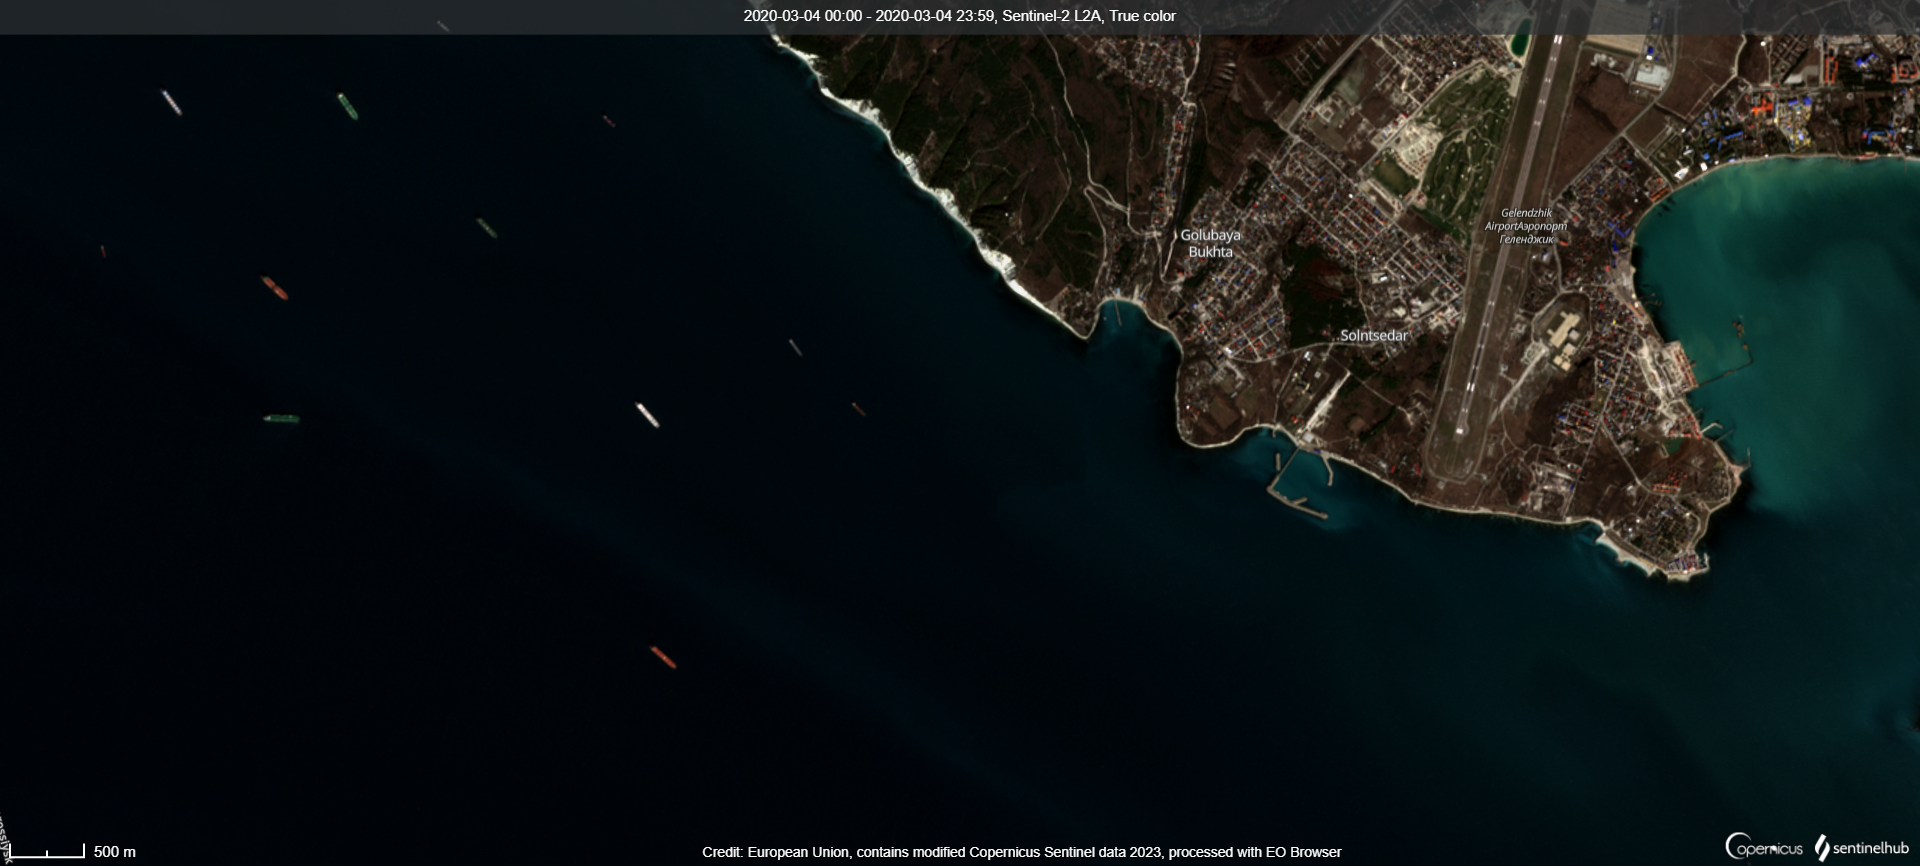 2020-03-04 00:00 - 2020-03-04 23:59, Sentinel-2 L2A, True color
Gelendzhik
AirportАэропорт
Геленджик
Golubaya
Bukhta
Solntsedar
500 m
Credit: European Union, contains modified Copernicus Sentinel data 2023, processed with EO Browser
Copernicus
sentinelhub